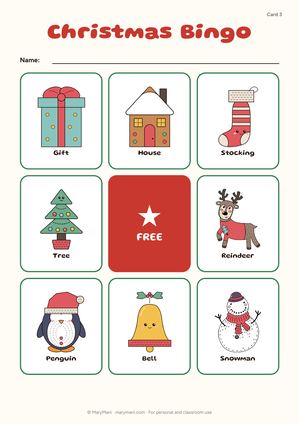 Card 3
Christmas Bingo
Name:
Gift
House
Stocking
Tree
FREE
Reindeer
Penguin
Bell
Snowman
© MaryMani · marymani.com · For personal and classroom use